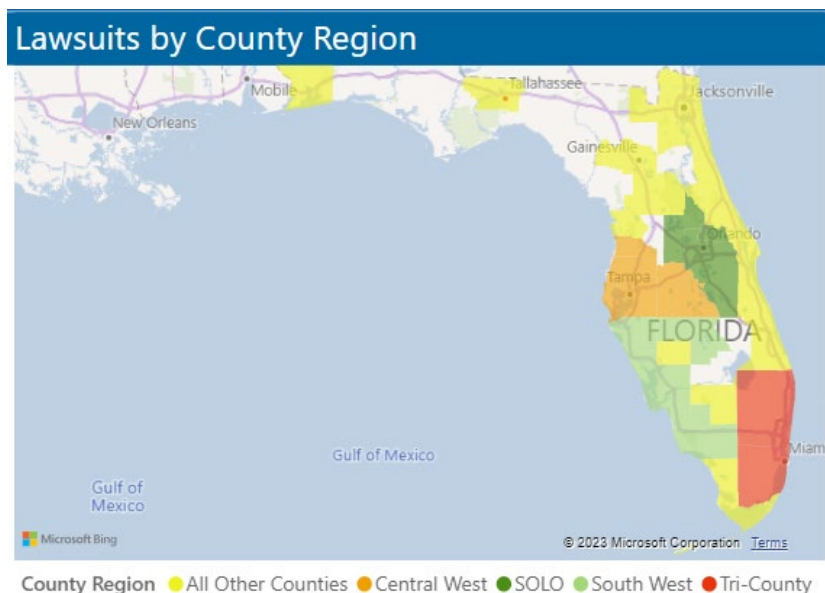 Lawsuits by County Region
Mobile
Tallahassee
Jacksonville
New Orleans
Gainesville
Orlando
Tampa
FLORIDA
Miam
Gulf of Mexico
Gulf of
Mexico
Microsoft Bing
© 2023 Microsoft Corporation Terms
County Region All Other Counties Central West SOLO South West Tri-County